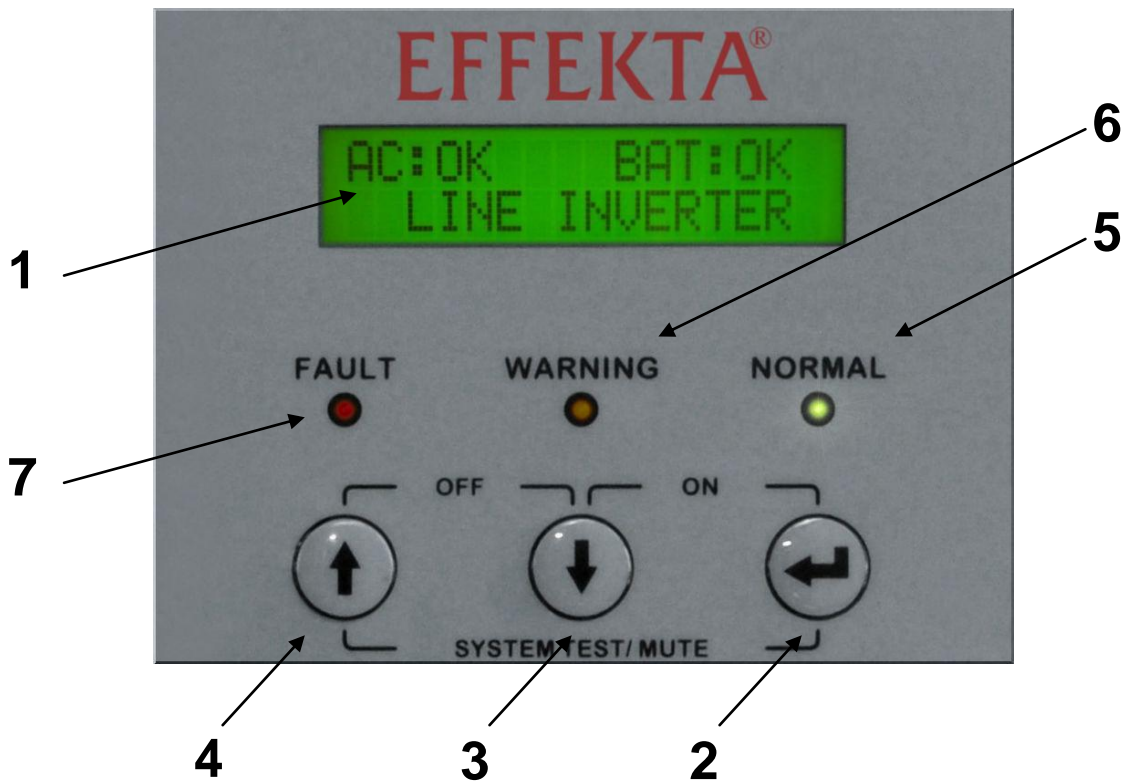 EFFEKTA®
AC:OK BAT:OK
LINE INVERTER
6
5
1
FAULT WARNING NORMAL
7
OFF ON
SYSTEM TEST/ MUTE
4 3 2